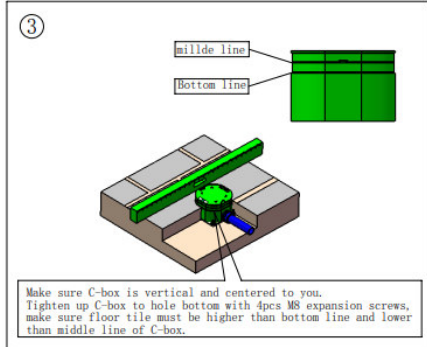 ③
millde line
Bottom line
Make sure C-box is vertical and centered to you.
Tighten up C-box to hole bottom with 4pcs M8 expansion screws,
make sure floor tile must be higher than bottom line and lower
than middle line of C-box.